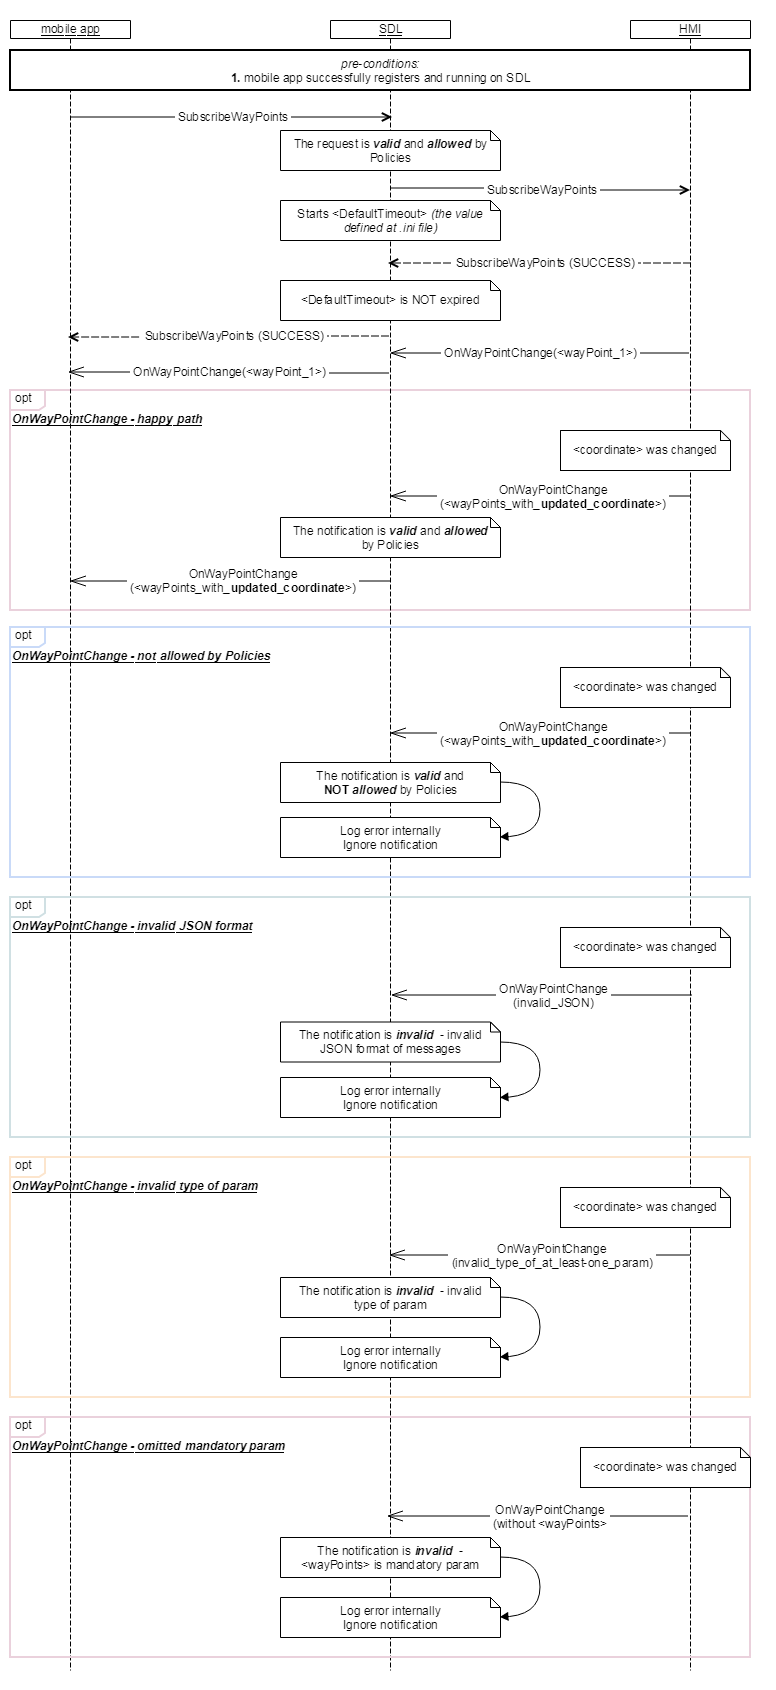 mobile app
SDL
HMI
pre-conditions:
1. mobile app successfully registers and running on SDL
SubscribeWayPoints
The request is valid and allowed by
Policies
SubscribeWayPoints
Starts <DefaultTimeout> (the value
defined at .ini file)
SubscribeWayPoints (SUCCESS)
<DefaultTimeout> is NOT expired
SubscribeWayPoints (SUCCESS)
OnWayPointChange(<wayPoint_1>)
OnWayPointChange(<wayPoint_1>)
opt
OnWayPointChange - happy path
<coordinate> was changed
OnWayPointChange
(<wayPoints_with_updated_coordinate>)
The notification is valid and allowed
by Policies
OnWayPointChange
(<wayPoints_with_updated_coordinate>)
opt
OnWayPointChange - not allowed by Policies
<coordinate> was changed
OnWayPointChange
(<wayPoints_with_updated_coordinate>)
The notification is valid and
NOT allowed by Policies
Log error internally
Ignore notification
opt
OnWayPointChange - invalid JSON format
<coordinate> was changed
OnWayPointChange
(invalid_JSON)
The notification is invalid - invalid
JSON format of messages
Log error internally
Ignore notification
opt
OnWayPointChange - invalid type of param
<coordinate> was changed
OnWayPointChange
(invalid_type_of_at_least-one_param)
The notification is invalid - invalid
type of param
Log error internally
Ignore notification
opt
OnWayPointChange - omitted mandatory param
<coordinate> was changed
OnWayPointChange
(without <wayPoints>
The notification is invalid -
<wayPoints> is mandatory param
Log error internally
Ignore notification